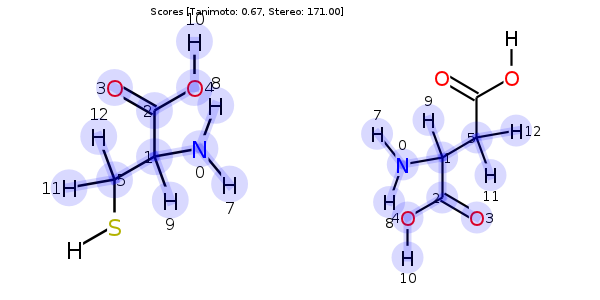 Scores [Tanimoto: 0.67, Stereo: 171.00]
10
H
H
3 O O 4
O O
8
12 2 H
9
7
H H H
H
0
12
11 H 5 1 N
0
H
7
H
9
N 1 5 H
H
11
S
H
H
8
2
4 O O 3
H
10